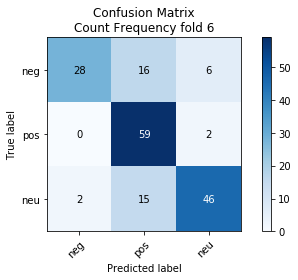 Confusion Matrix
Count Frequency fold 6
True label
neg 28 16 6
pos 0 59 2
neu 2 15 46
neg pos neu
Predicted label
50
40
30
20
10
0